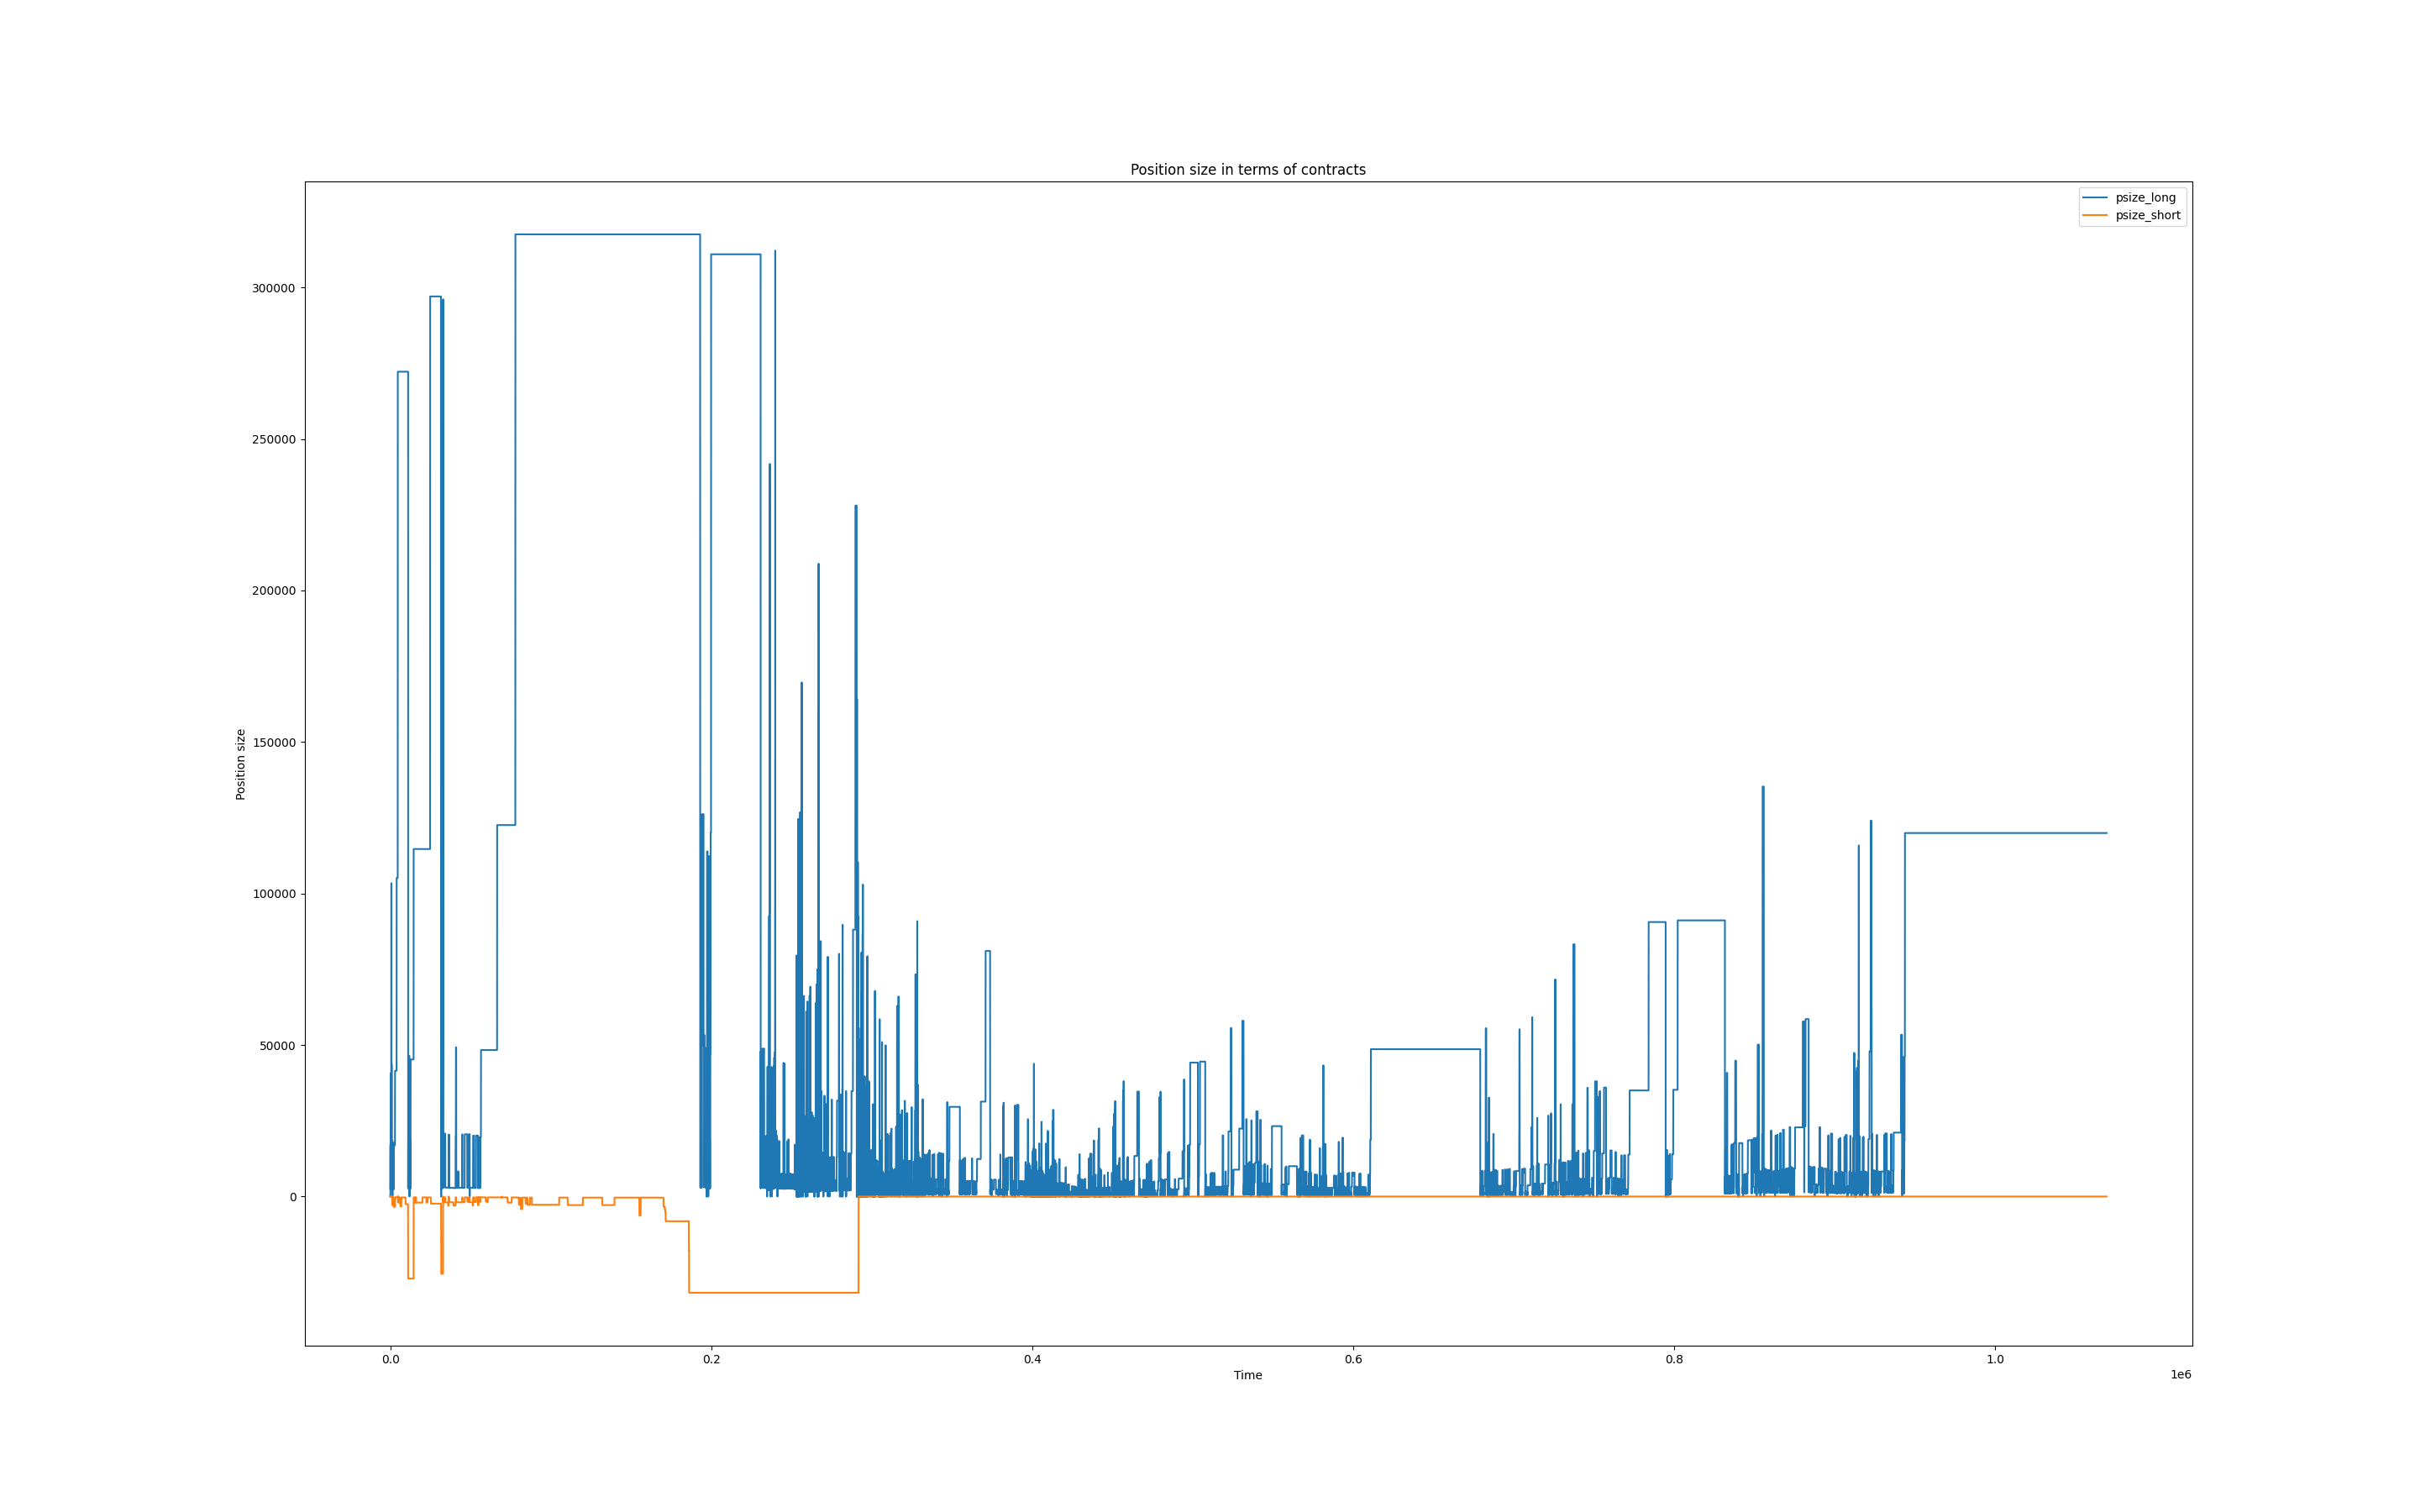 Position size in terms of contracts
psize_long
psize_short
Position size
300000
250000
200000
150000
100000
50000
0
0.0 0.2 0.4 0.6 0.8 1.0
Time
1e6